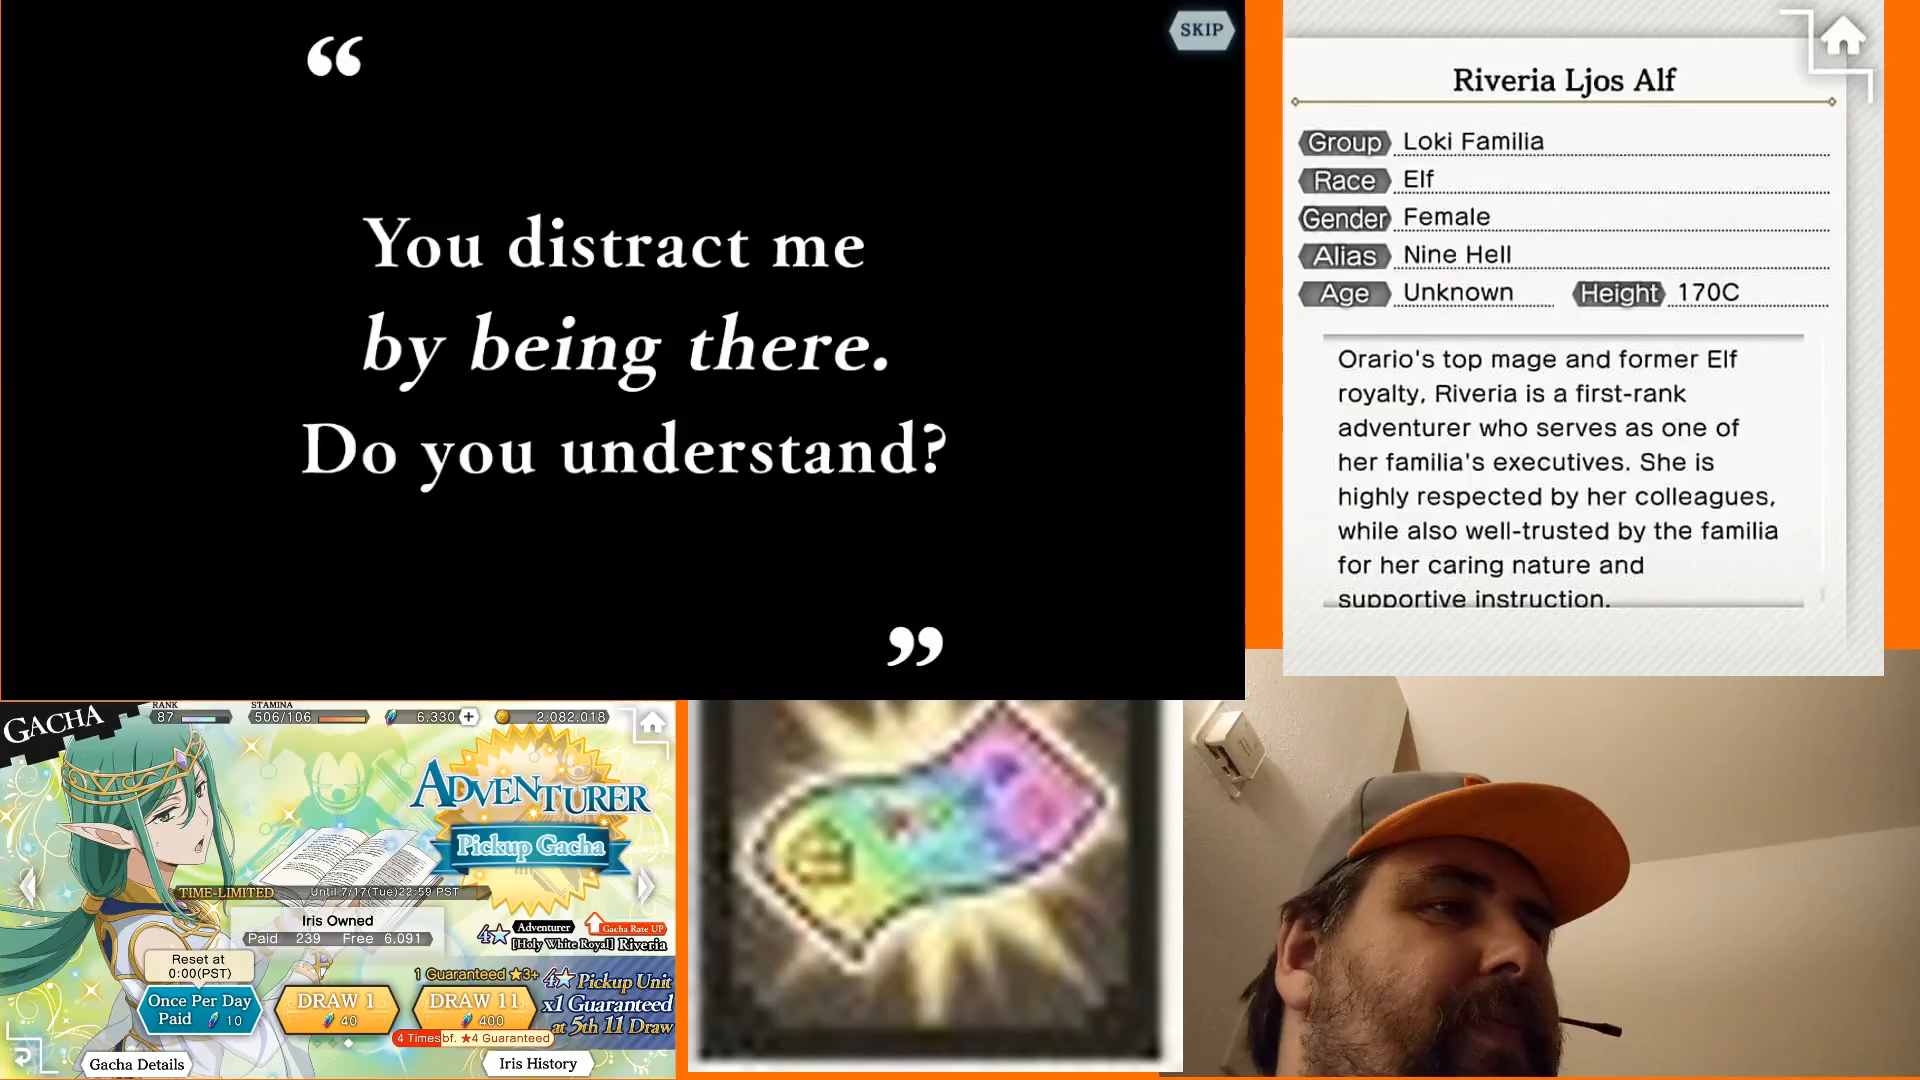 “
SKIP
You distract me
by being there.
Do you understand?
”
Riveria Ljos Alf
Group Loki Familia
Race Elf
Gender Female
Alias Nine Hell
Age Unknown Height 170C
Orario's top mage and former Elf
royalty, Riveria is a first-rank
adventurer who serves as one of
her familia's executives. She is
highly respected by her colleagues,
while also well-trusted by the familia
for her caring nature and
supportive instruction.
GACHA
RANK
87
STAMINA
506/106
6,330
2,082,018
ADVENTURER
Pickup Gacha
TIME-LIMITED Until 7/17(Tue)22:59 PST
Iris Owned
Paid 239 Free 6,091
4 Adventurer Gacha Rate UP
[Holy White Royal] Riveria
Reset at
0:00(PST)
Once Per Day
Paid 10
DRAW 1
40
1 Guaranteed ★3+
DRAW 11
400
4 Times of. ★4 Guaranteed
4 Pickup Unit
x1 Guaranteed
at 5th 11 Draw
Gacha Details
Iris History